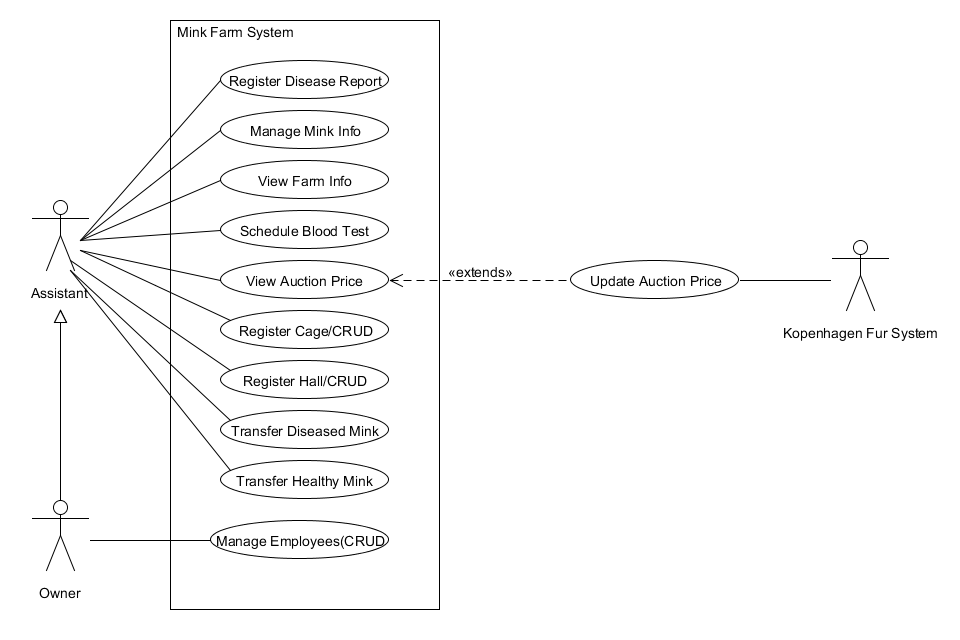 Mink Farm System
Register Disease Report
Manage Mink Info
View Farm Info
Schedule Blood Test
Assistant
View Auction Price
«extends»
Update Auction Price
Kopenhagen Fur System
Register Cage/CRUD
Register Hall/CRUD
Transfer Diseased Mink
Transfer Healthy Mink
Manage Employees(CRUD
Owner